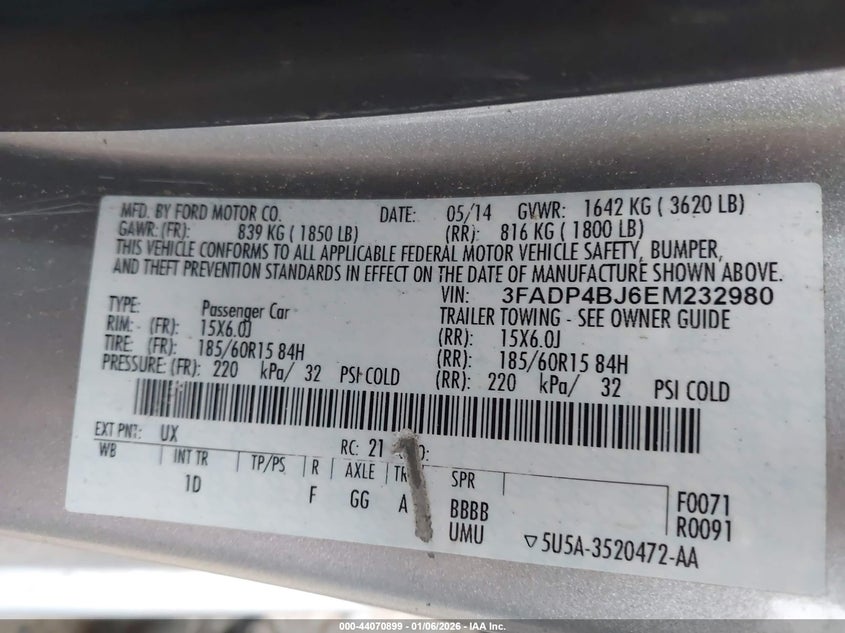 MFD. BY FORD MOTOR CO. DATE: 05/14 GVWR: 1642 KG ( 3620 LB)
GAWR: (FR): 839 KG ( 1850 LB) (RR): 816 KG ( 1800 LB)
THIS VEHICLE CONFORMS TO ALL APPLICABLE FEDERAL MOTOR VEHICLE SAFETY, BUMPER,
AND THEFT PREVENTION STANDARDS IN EFFECT ON THE DATE OF MANUFACTURE SHOWN ABOVE.
VIN: 3FADP4BJ6EM232980
TYPE: Passenger Car TRAILER TOWING - SEE OWNER GUIDE
RIM: (FR): 15X6.0J (RR): 15X6.0J
TIRE: (FR): 185/60R15 84H (RR): 185/60R15 84H
PRESSURE: (FR): 220 kPa/ 32 PSI COLD (RR): 220 kPa/ 32 PSI COLD
EXT PNT: UX RC: 21
WB INT TR TP/PS R AXLE TR SPR
1D F GG A BBBB F0071
UMU R0091
5U5A-3520472-AA
000-44070899 - 01/06/2026 - IAA Inc.